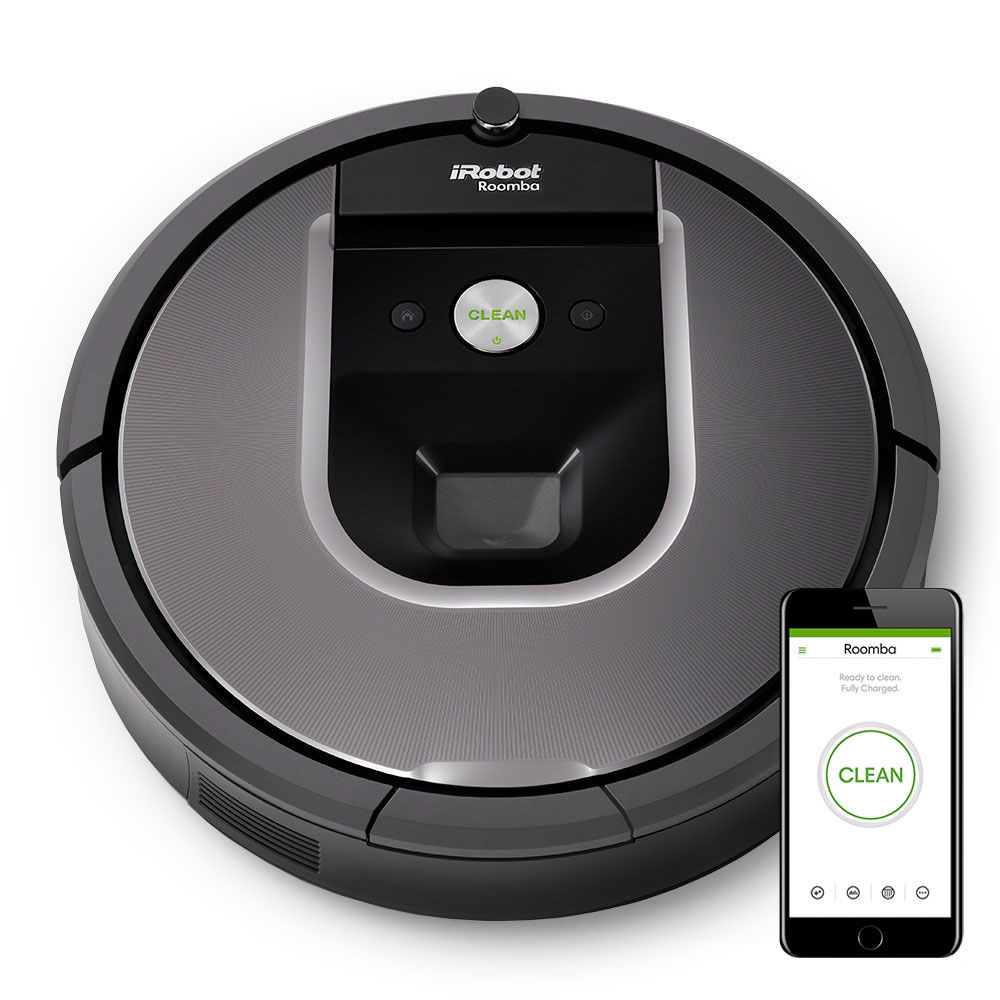 iRobot
Roomba
CLEAN
Roomba
Ready to clean.
Fully Charged.
CLEAN